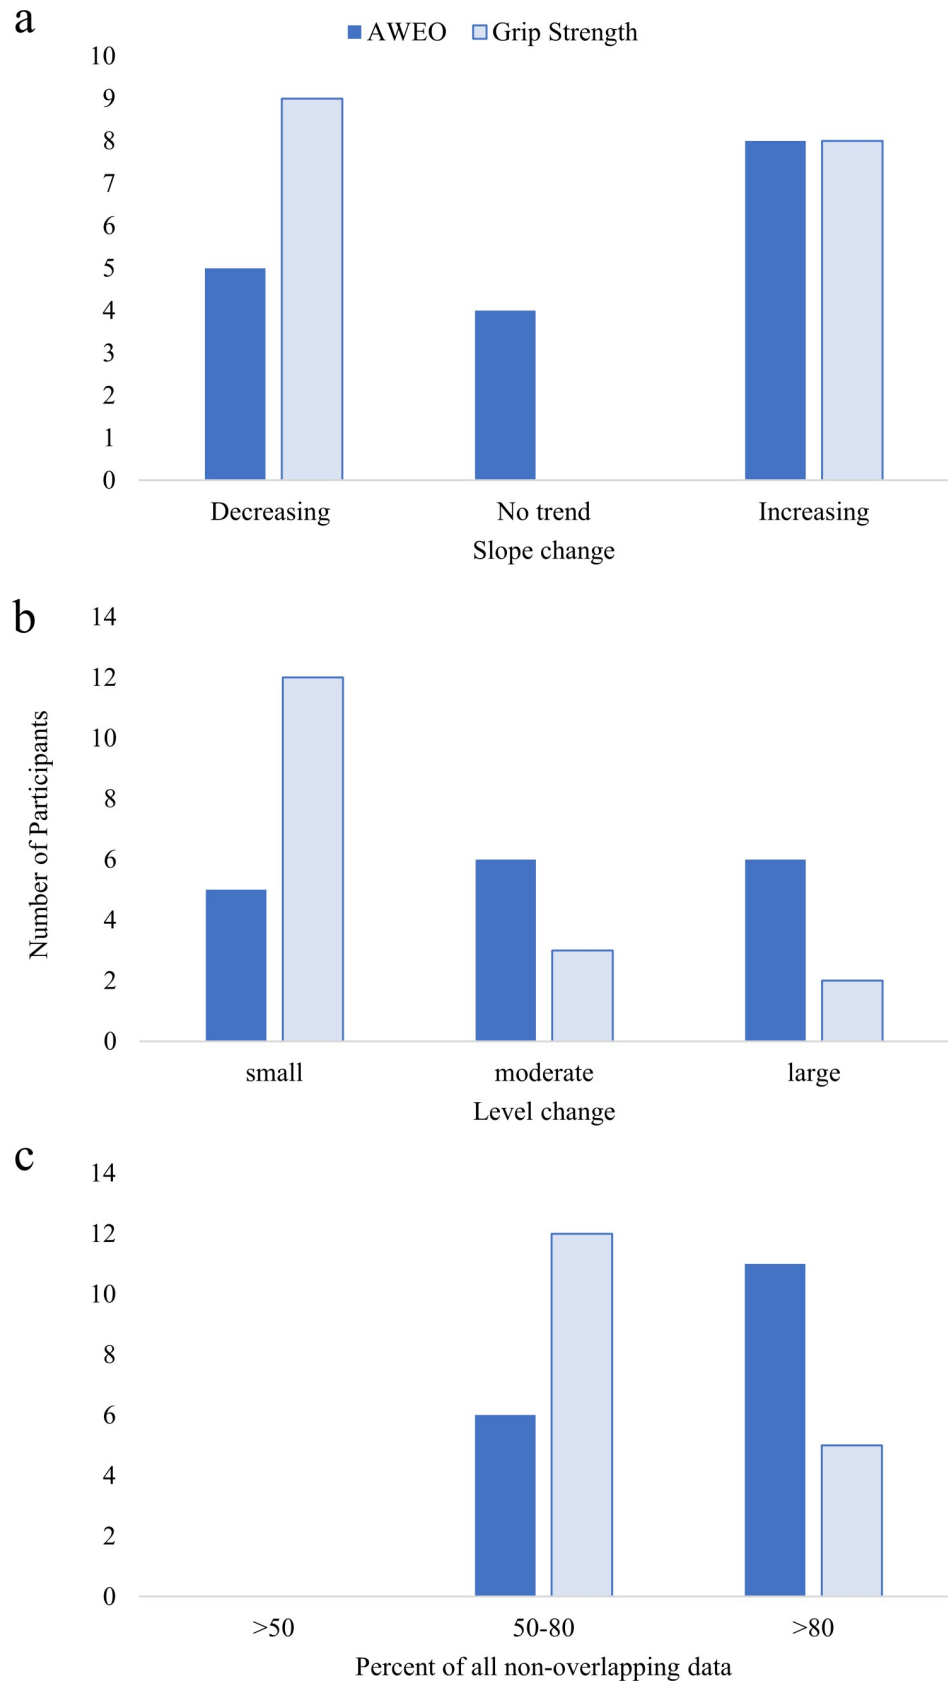 a
AWEO Grip Strength
10
9
8
7
6
5
4
3
2
1
0
Decreasing No trend Increasing
Slope change
b
Number of Participants
14
12
10
8
6
4
2
0
small moderate large
Level change
c
14
12
10
8
6
4
2
0
>50 50-80 >80
Percent of all non-overlapping data